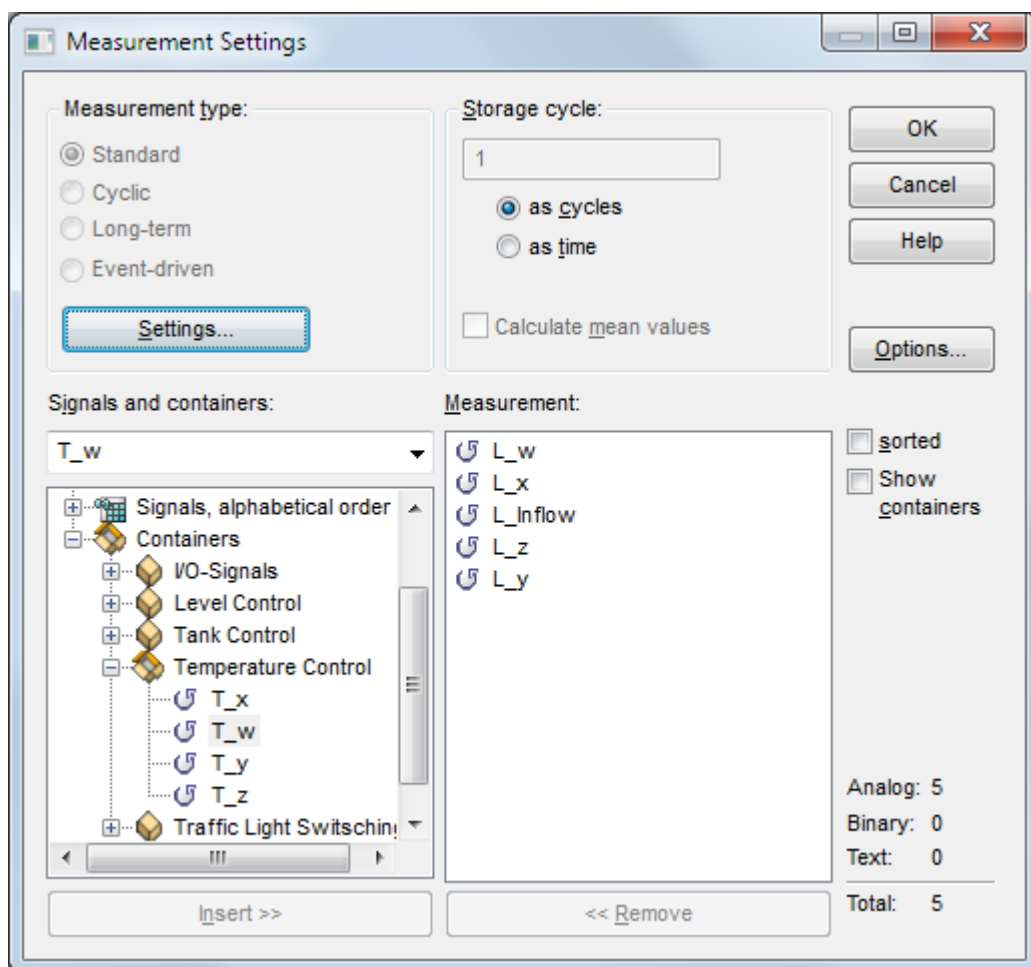 Measurement Settings
Measurement type:
Standard
Cyclic
Long-term
Event-driven
Settings...
Storage cycle:
1
as cycles
as time
Calculate mean values
OK
Cancel
Help
Options...
Signals and containers:
T_w
Signals, alphabetical order
Containers
I/O-Signals
Level Control
Tank Control
Temperature Control
T_x
T_w
T_y
T_z
Traffic Light Switsching
Insert >>
Measurement:
L_w
L_x
L_Inflow
L_z
L_y
<< Remove
sorted
Show
containers
Analog: 5
Binary: 0
Text: 0
Total: 5